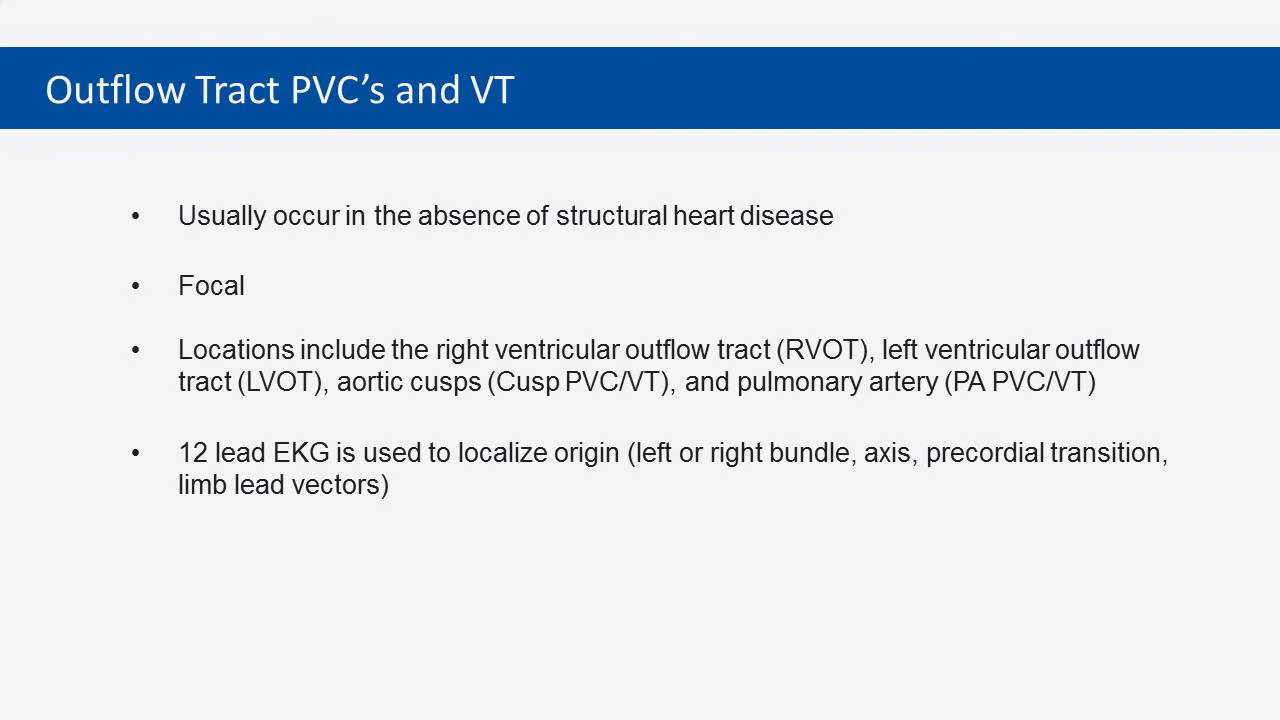 Outflow Tract PVC’s and VT
• Usually occur in the absence of structural heart disease
• Focal
• Locations include the right ventricular outflow tract (RVOT), left ventricular outflow
tract (LVOT), aortic cusps (Cusp PVC/VT), and pulmonary artery (PA PVC/VT)
• 12 lead EKG is used to localize origin (left or right bundle, axis, precordial transition,
limb lead vectors)